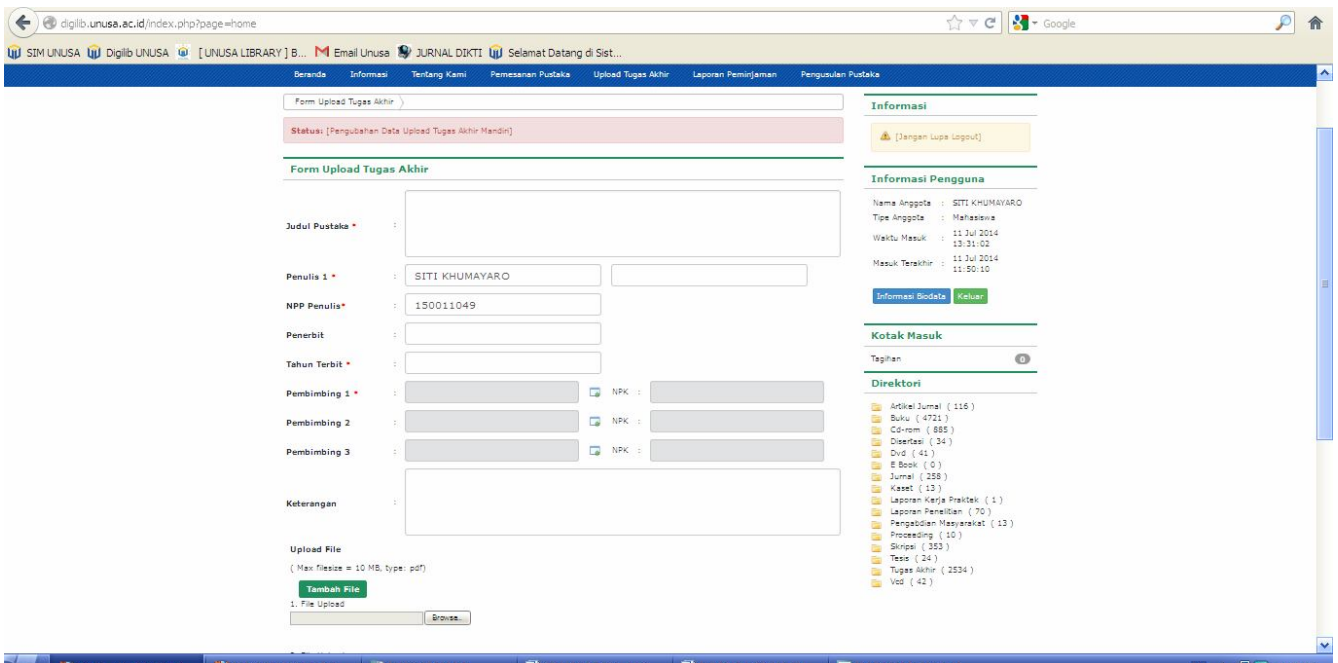 digilib.unusa.ac.id/index.php?page=home
Google
SIM UNUSA Digilib UNUSA [ UNUSA LIBRARY ] B... Email Unusa JURNAL DIKTI Selamat Datang di Sist...
Beranda Informasi Tentang Kami Pemesanan Pustaka Upload Tugas Akhir Laporan Peminjaman Pengusulan Pustaka
Form Upload Tugas Akhir
Status: [Pengubahan Data Upload Tugas Akhir Mandiri]
Form Upload Tugas Akhir
Judul Pustaka * :
Penulis 1 * : SITI KHUMAYARO
NPP Penulis* : 150011049
Penerbit :
Tahun Terbit * :
Pembimbing 1 * : NPK :
Pembimbing 2 : NPK :
Pembimbing 3 : NPK :
Keterangan :
Upload File
( Max filesize = 10 MB, type: pdf)
Tambah File
1. File Upload
Browse...
Informasi
[Jangan Lupa Logout]
Informasi Pengguna
Nama Anggota : SITI KHUMAYARO
Tipe Anggota : Mahasiswa
Waktu Masuk : 11 Jul 2014
13:31:02
Masuk Terakhir : 11 Jul 2014
11:50:10
Informasi Biodata Keluar
Kotak Masuk
Tagihan 0
Direktori
Artikel Jurnal ( 116 )
Buku ( 4721 )
Cd-rom ( 885 )
Disertasi ( 34 )
Dvd ( 41 )
E Book ( 0 )
Jurnal ( 258 )
Kaset ( 13 )
Laporan Kerja Praktek ( 1 )
Laporan Penelitian ( 70 )
Pengabdian Masyarakat ( 13 )
Proceeding ( 10 )
Skripsi ( 353 )
Tesis ( 24 )
Tugas Akhir ( 2534 )
Vcd ( 42 )